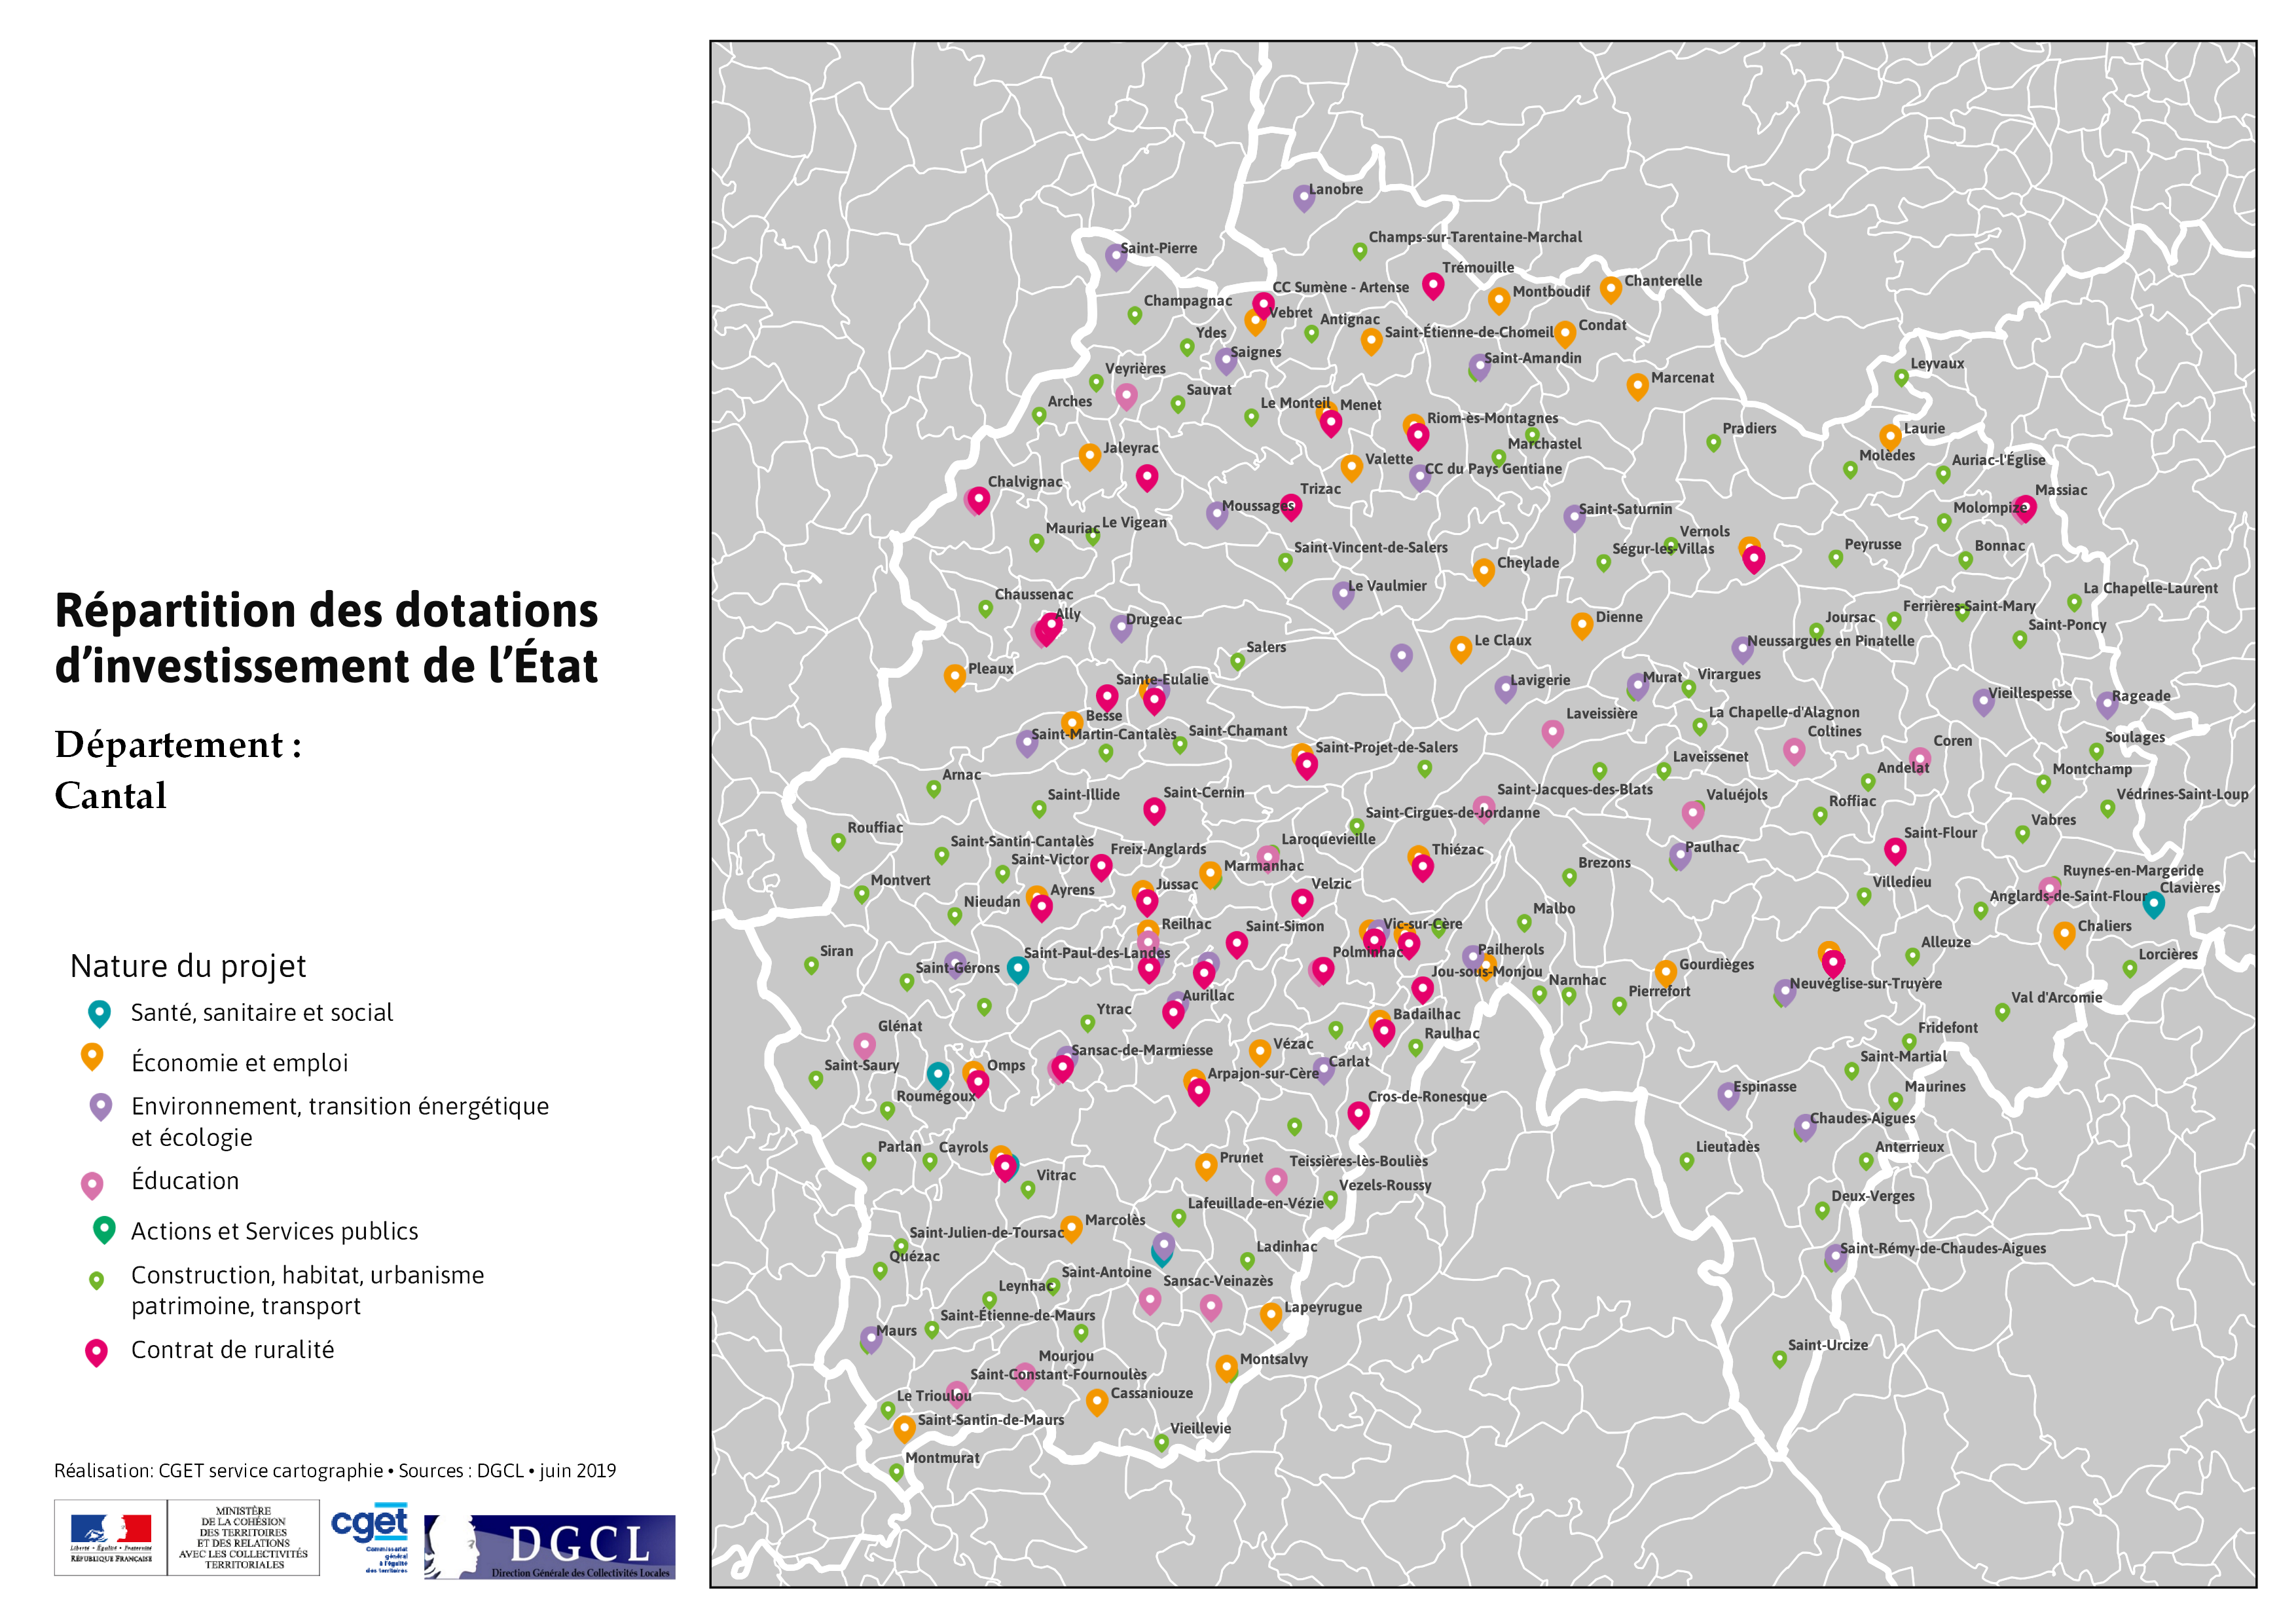 Répartition des dotations
d'investissement de l'État
Département :
Cantal
Nature du projet
Santé, sanitaire et social
Économie et emploi
Environnement, transition énergétique
et écologie
Éducation
Actions et Services publics
Construction, habitat, urbanisme
patrimoine, transport
Contrat de ruralité
Réalisation: CGET service cartographie • Sources : DGCL • juin 2019
Liberté • Égalité • Fraternité
RÉPUBLIQUE FRANÇAISE
MINISTÈRE
DE LA COHÉSION
DES TERRITOIRES
ET DES RELATIONS
AVEC LES COLLECTIVITÉS
TERRITORIALES
cget
Commissariat
général
à l'égalité
des territoires
DGCL
Direction Générale des Collectivités Locales
Lanobre
Champs-sur-Tarentaine-Marchal
Saint-Pierre
Trémouille
Chanterelle
CC Sumène - Artense
Montboudif
Champagnac
Vebret
Antignac
Condat
Ydes
Saint-Étienne-de-Chomeil
Saignes
Saint-Amandin
Leyvaux
Veyrières
Marcenat
Sauvat
Arches
Le Monteil
Menet
Riom-ès-Montagnes
Pradiers
Laurie
Marchastel
Jaleyrac
Valette
Molèdes
Auriac-l'Église
CC du Pays Gentiane
Chalvignac
Trizac
Massiac
Moussages
Saint-Saturnin
Molompize
Mauriac
Le Vigean
Vernols
Saint-Vincent-de-Salers
Ségur-les-Villas
Peyrusse
Bonnac
Cheylade
Le Vaulmier
La Chapelle-Laurent
Chaussenac
Ally
Drugeac
Dienne
Joursac
Ferrières-Saint-Mary
Saint-Poncy
Le Claux
Neussargues en Pinatelle
Salers
Pleaux
Sainte-Eulalie
Lavigerie
Murat
Virargues
Vieillespesse
Rageade
Besse
Laveissière
La Chapelle-d'Alagnon
Saint-Martin-Cantalès
Saint-Chamant
Coltines
Coren
Soulages
Saint-Projet-de-Salers
Laveissenet
Andelat
Montchamp
Arnac
Saint-Illide
Saint-Cernin
Saint-Jacques-des-Blats
Valuéjols
Roffiac
Védrines-Saint-Loup
Saint-Cirgues-de-Jordanne
Vabres
Rouffiac
Saint-Santin-Cantalès
Laroquevieille
Saint-Flour
Saint-Victor
Freix-Anglards
Thiézac
Paulhac
Marmanhac
Brezons
Ruynes-en-Margeride
Montvert
Ayrens
Jussac
Velzic
Villedieu
Clavières
Anglards-de-Saint-Flour
Nieudan
Malbo
Reilhac
Saint-Simon
Vic-sur-Cère
Chaliers
Siran
Saint-Paul-des-Landes
Polminhac
Pailherols
Alleuze
Lorcières
Saint-Gérons
Jou-sous-Monjou
Gourdièges
Narnhac
Neuvéglise-sur-Truyère
Aurillac
Pierrefort
Val d'Arcomie
Ytrac
Badailhac
Glénat
Raulhac
Fridefont
Sansac-de-Marmiesse
Vézac
Saint-Martial
Saint-Saury
Omps
Arpajon-sur-Cère
Carlat
Espinasse
Maurines
Roumégoux
Cros-de-Ronesque
Chaudes-Aigues
Parlan
Cayrols
Lieutadès
Anterrieux
Prunet
Teissières-lès-Bouliès
Vitrac
Vezels-Roussy
Deux-Verges
Lafeuillade-en-Vézie
Marcolès
Saint-Julien-de-Toursac
Ladinhac
Saint-Rémy-de-Chaudes-Aigues
Quézac
Saint-Antoine
Sansac-Veinazès
Leynhac
Lapeyrugue
Saint-Étienne-de-Maurs
Maurs
Saint-Urcize
Mourjou
Montsalvy
Saint-Constant-Fournoulès
Le Trioulou
Cassaniouze
Saint-Santin-de-Maurs
Vieillevie
Montmurat